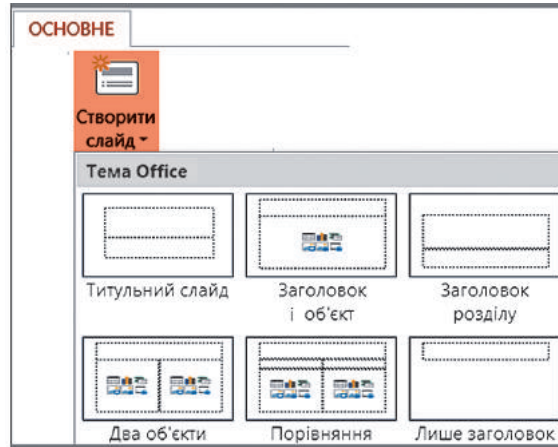 ОСНОВНЕ
Створити
слайд
Тема Office
Титульний слайд
Заголовок
і об'єкт
Заголовок
розділу
Два об'єкти
Порівняння
Лише заголовок